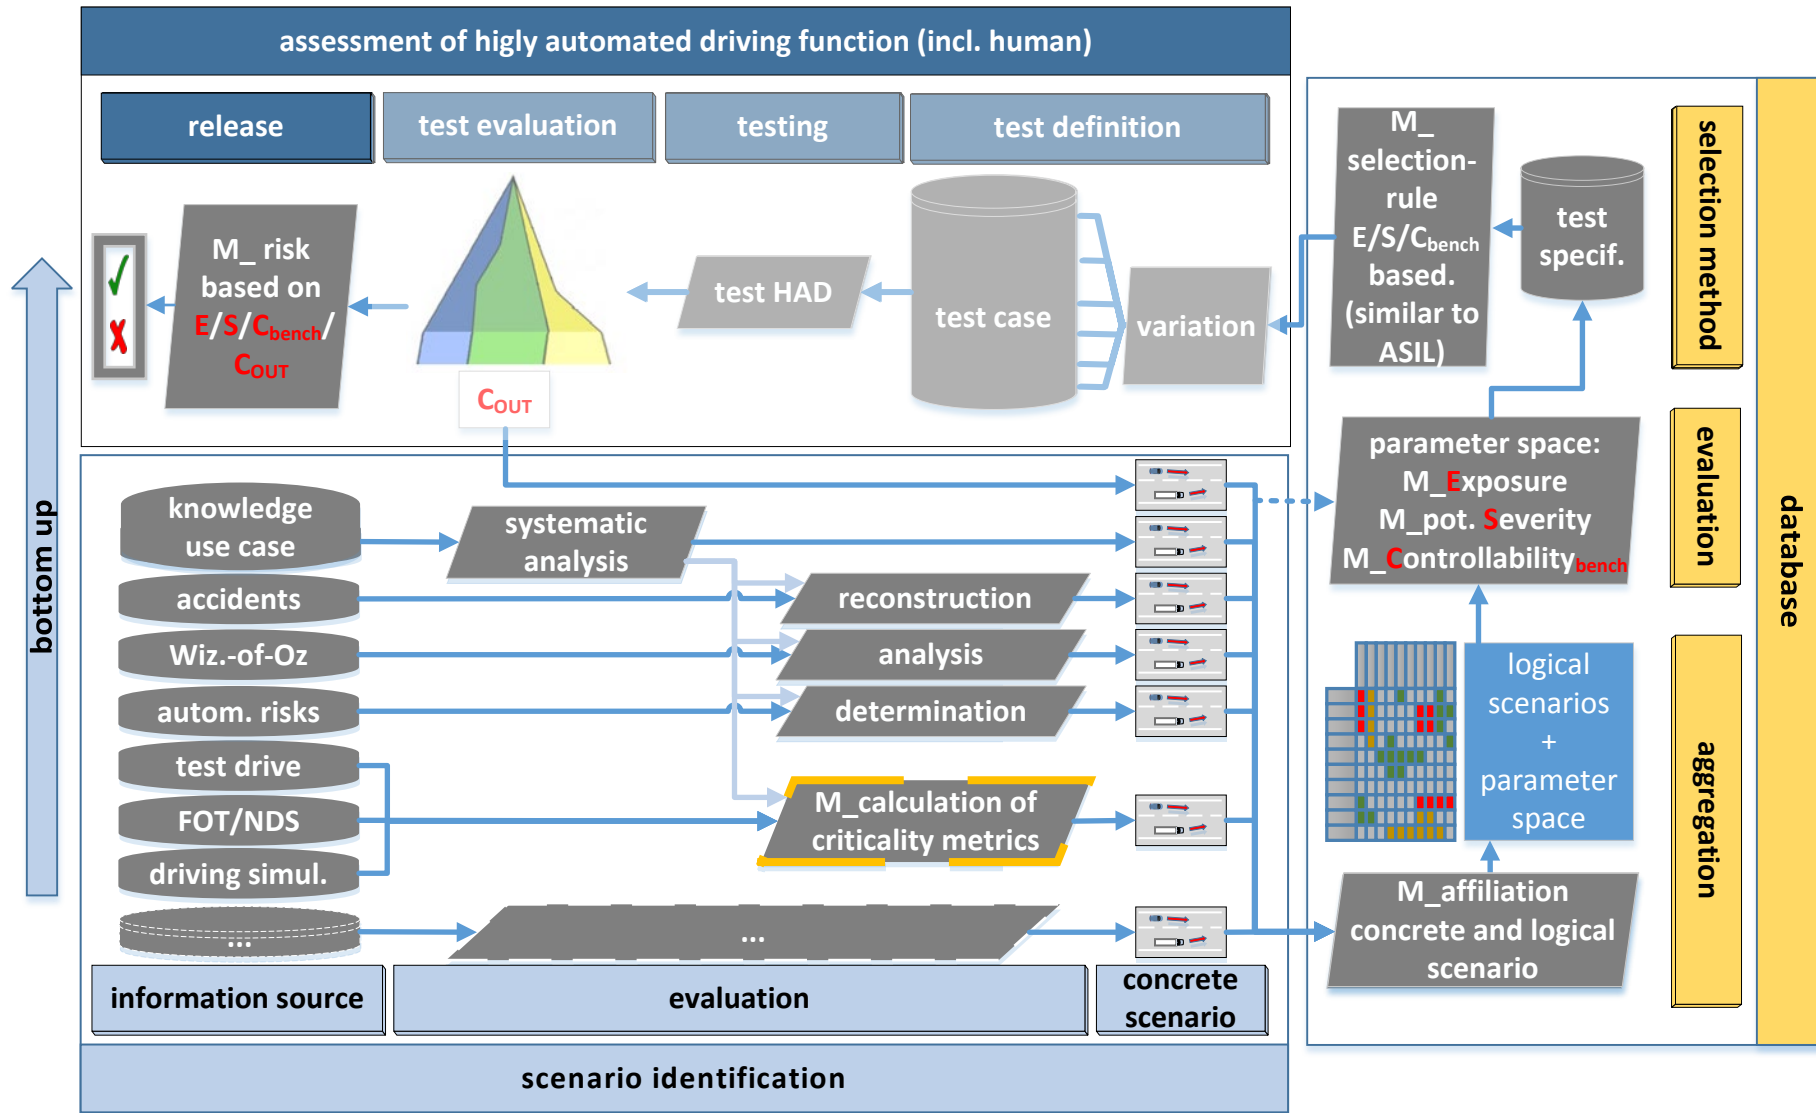 assessment of higly automated driving function (incl. human)
release
test evaluation
testing
test definition
M_ risk
based on
E/S/Cbench/
COUT
COUT
test HAD
test case
variation
M_
selection-
rule
E/S/Cbench
based.
(similar to
ASIL)
test
specif.
selection method
parameter space:
M_Exposure
M_pot. Severity
M_Controllabilitybench
evaluation
database
logical
scenarios
+
parameter
space
aggregation
M_affiliation
concrete and logical
scenario
bottom up
knowledge
use case
systematic
analysis
accidents
reconstruction
Wiz.-of-Oz
analysis
autom. risks
determination
test drive
FOT/NDS
M_calculation of
criticality metrics
driving simul.
...
...
information source
evaluation
concrete
scenario
scenario identification